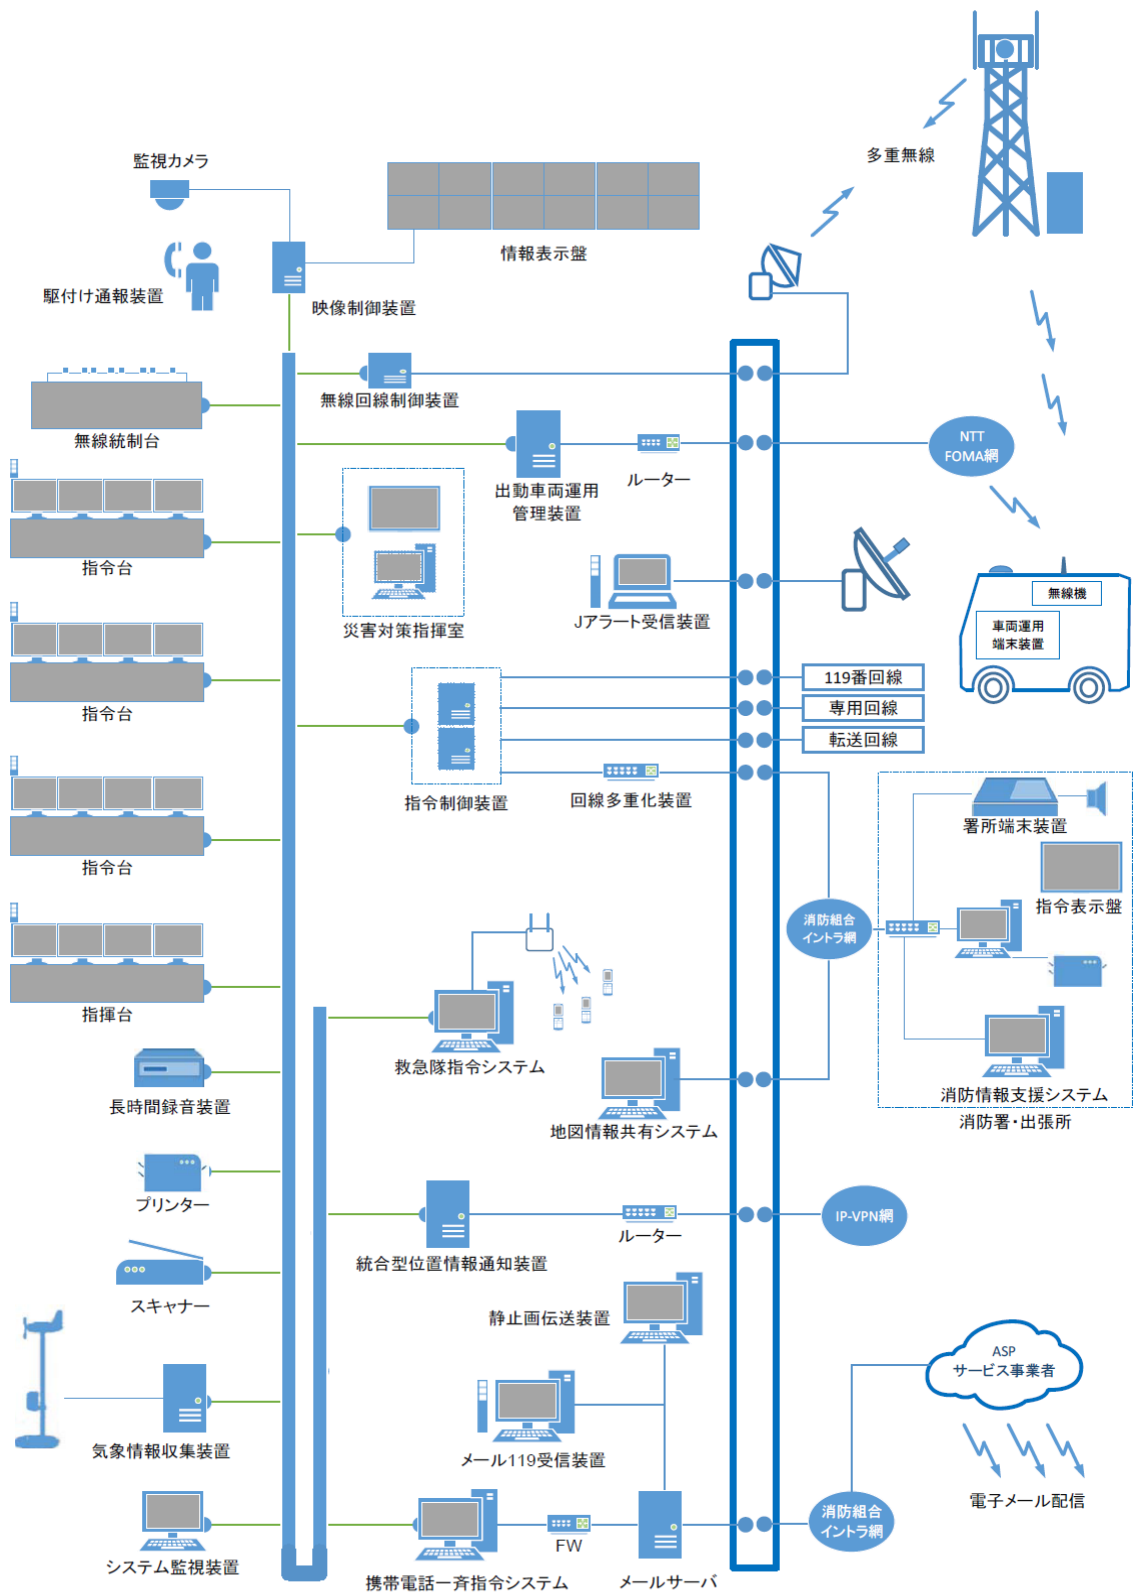 多重無線
監視カメラ
情報表示盤
駆付け通報装置
映像制御装置
無線回線制御装置
無線統制台
NTT
FOMA網
ルーター
出動車両運用
管理装置
指令台
無線機
車両運用
端末装置
Jアラート受信装置
災害対策指揮室
119番回線
専用回線
転送回線
指令台
指令制御装置
回線多重化装置
署所端末装置
指令台
指令表示盤
消防組合
イントラ網
指揮台
救急隊指令システム
消防情報支援システム
消防署・出張所
長時間録音装置
地図情報共有システム
プリンター
IP-VPN網
ルーター
統合型位置情報通知装置
スキャナー
静止画伝送装置
ASP
サービス事業者
気象情報収集装置
メール119受信装置
電子メール配信
消防組合
イントラ網
FW
システム監視装置
携帯電話一斉指令システム
メールサーバ